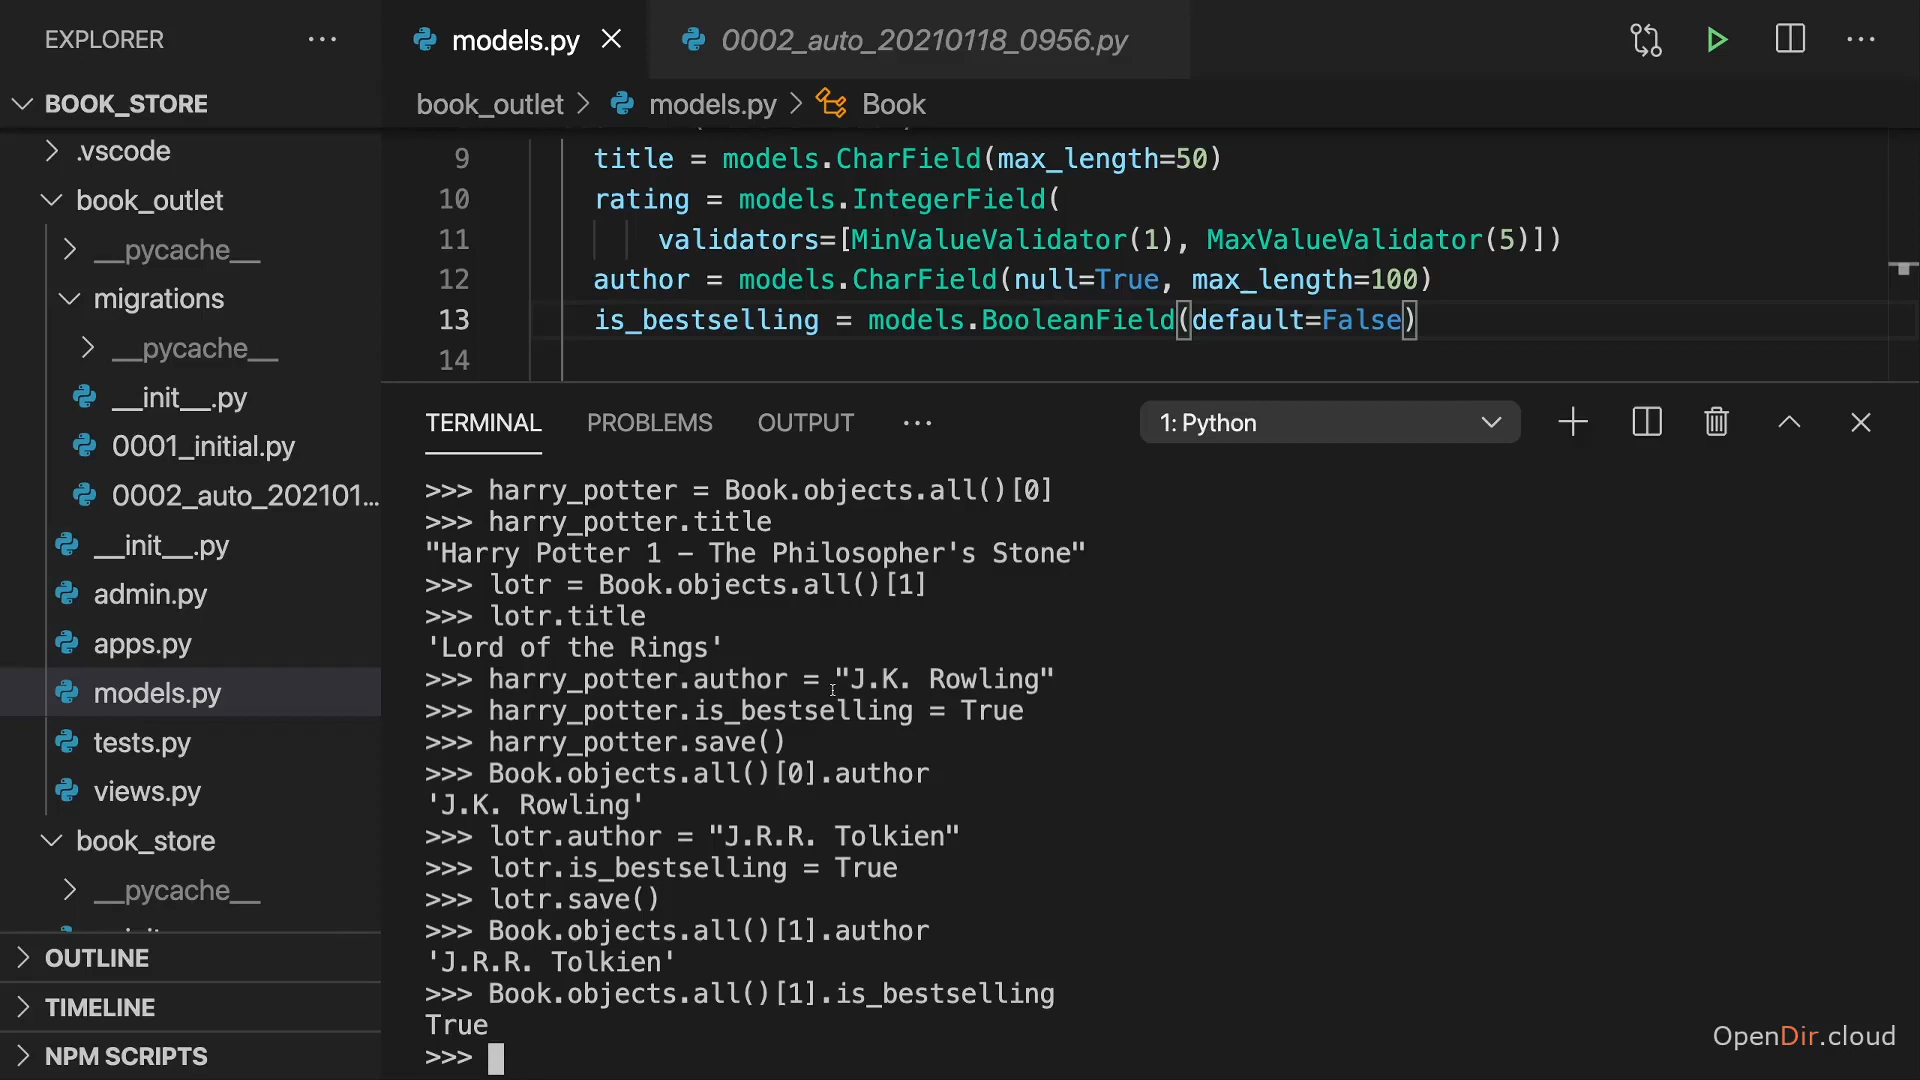 EXPLORER
models.py
0002_auto_20210118_0956.py
BOOK_STORE
book_outlet
models.py
Book
.vscode
book_outlet
__pycache__
migrations
__pycache__
__init__.py
0001_initial.py
0002_auto_202101...
__init__.py
admin.py
apps.py
models.py
tests.py
views.py
book_store
__pycache__
OUTLINE
TIMELINE
NPM SCRIPTS
9 title = models.CharField(max_length=50)
10 rating = models.IntegerField(
11 validators=[MinValueValidator(1), MaxValueValidator(5)])
12 author = models.CharField(null=True, max_length=100)
13 is_bestselling = models.BooleanField(default=False)
14
TERMINAL PROBLEMS OUTPUT
1: Python
>>> harry_potter = Book.objects.all()[0]
>>> harry_potter.title
"Harry Potter 1 – The Philosopher's Stone"
>>> lotr = Book.objects.all()[1]
>>> lotr.title
'Lord of the Rings'
>>> harry_potter.author = "J.K. Rowling"
>>> harry_potter.is_bestselling = True
>>> harry_potter.save()
>>> Book.objects.all()[0].author
'J.K. Rowling'
>>> lotr.author = "J.R.R. Tolkien"
>>> lotr.is_bestselling = True
>>> lotr.save()
>>> Book.objects.all()[1].author
'J.R.R. Tolkien'
>>> Book.objects.all()[1].is_bestselling
True
>>>
OpenDir.cloud